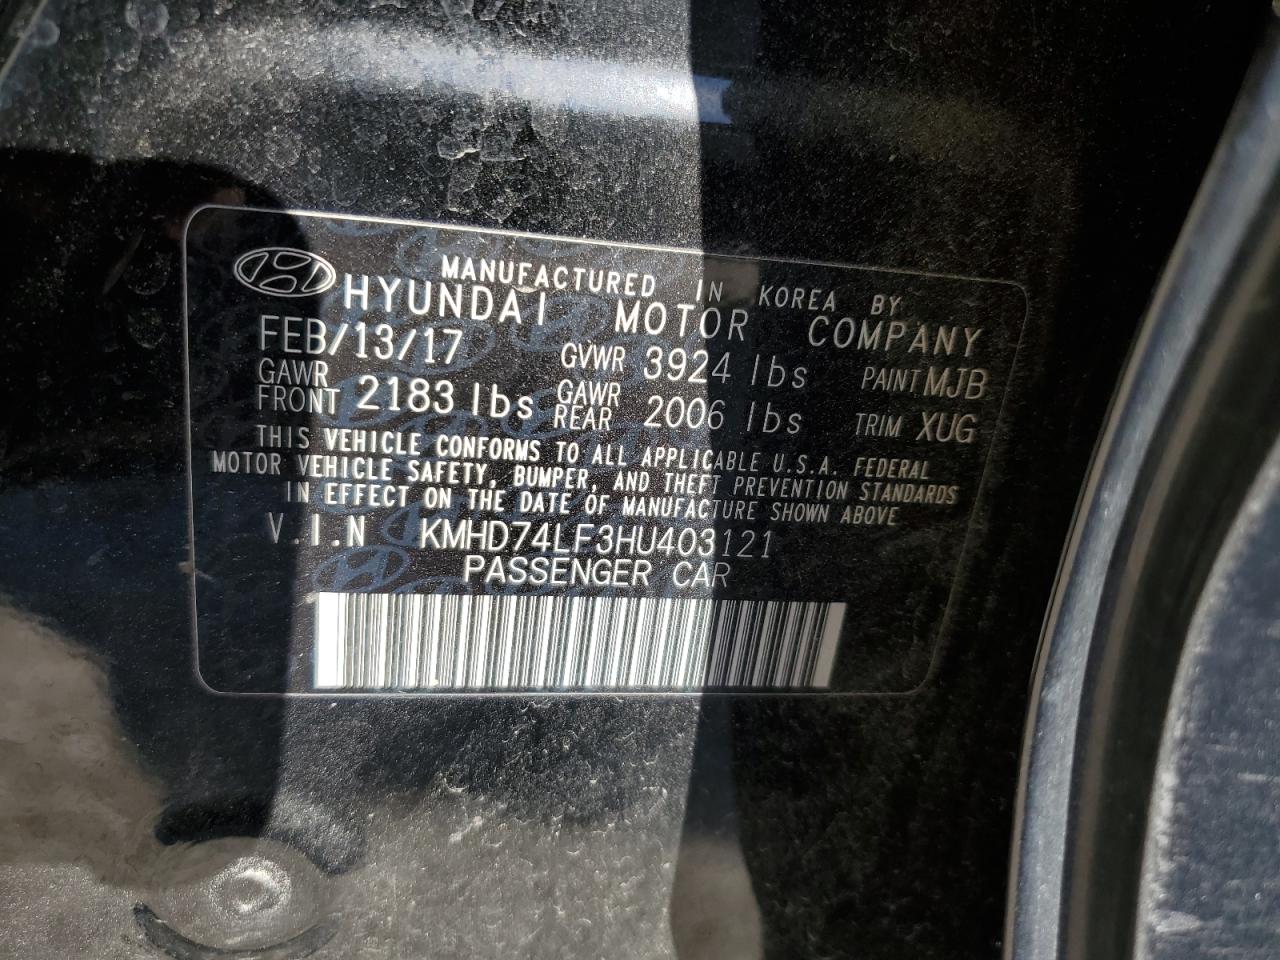 MANUFACTURED IN KOREA BY
HYUNDAI MOTOR COMPANY
FEB/13/17 GVWR 3924 lbs PAINT MJB
GAWR FRONT 2183 lbs GAWR REAR 2006 lbs TRIM XUG
THIS VEHICLE CONFORMS TO ALL APPLICABLE U.S.A. FEDERAL
MOTOR VEHICLE SAFETY, BUMPER, AND THEFT PREVENTION STANDARDS
IN EFFECT ON THE DATE OF MANUFACTURE SHOWN ABOVE
V.I.N KMHD74LF3HU403121
PASSENGER CAR